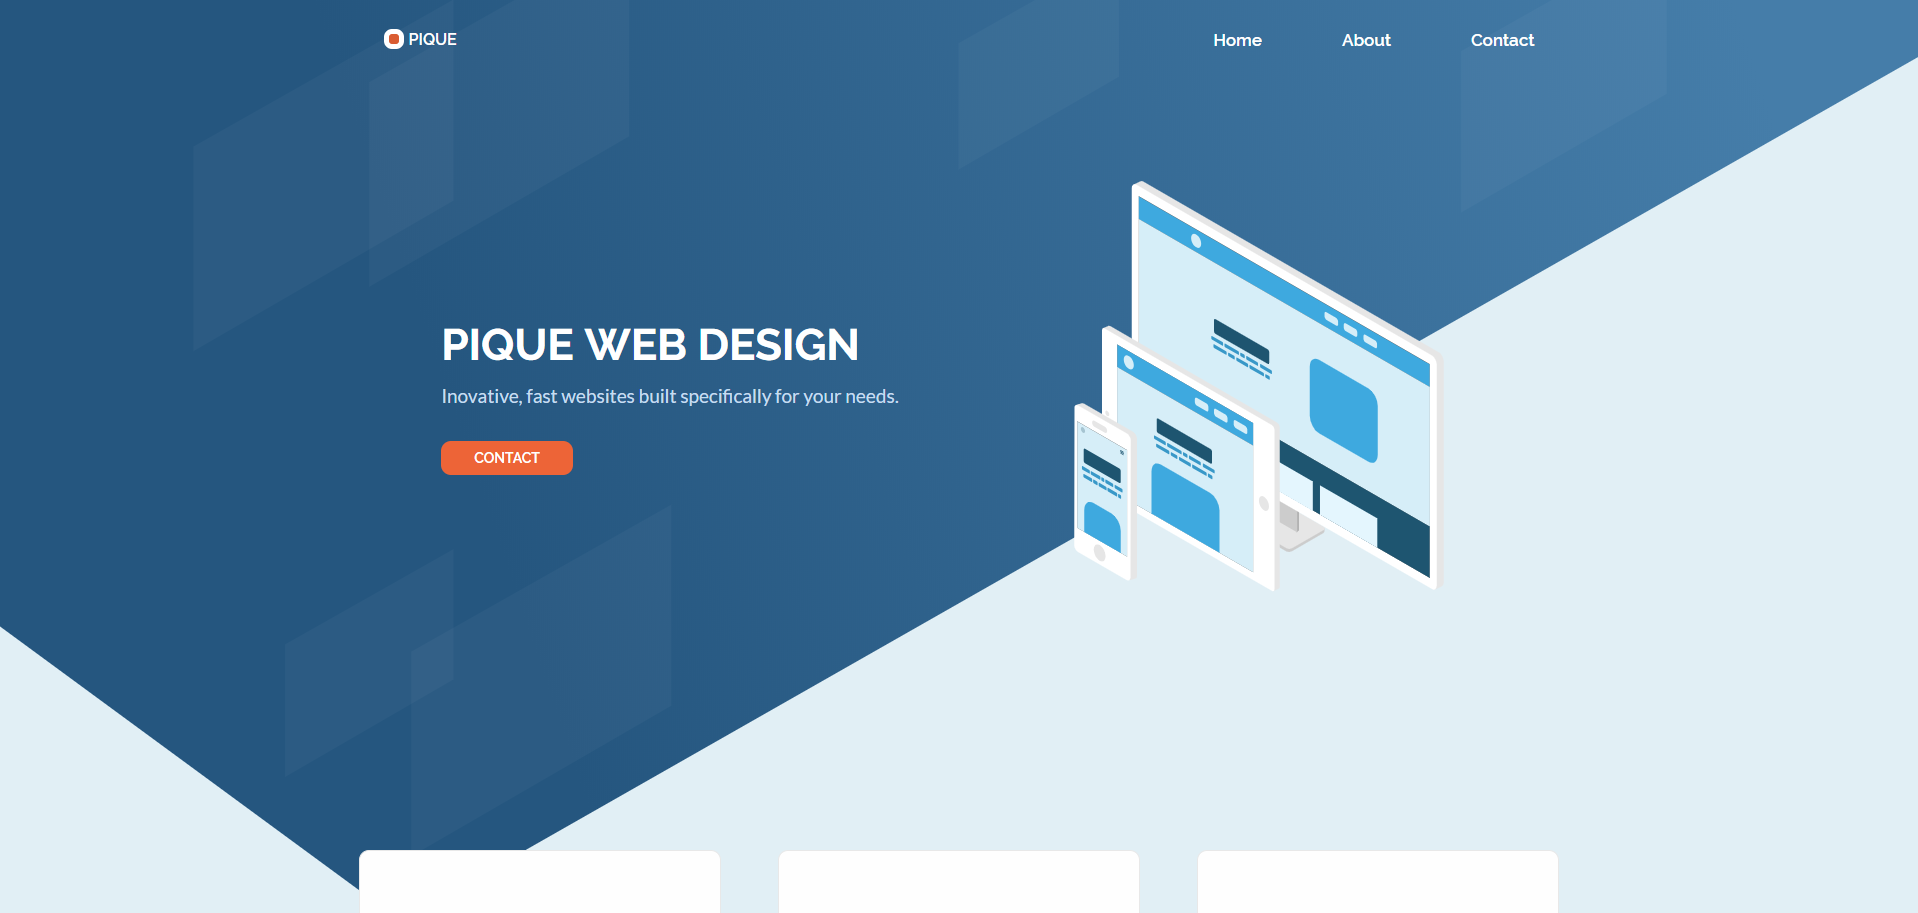 PIQUE
Home
About
Contact
PIQUE WEB DESIGN
Inovative, fast websites built specifically for your needs.
CONTACT